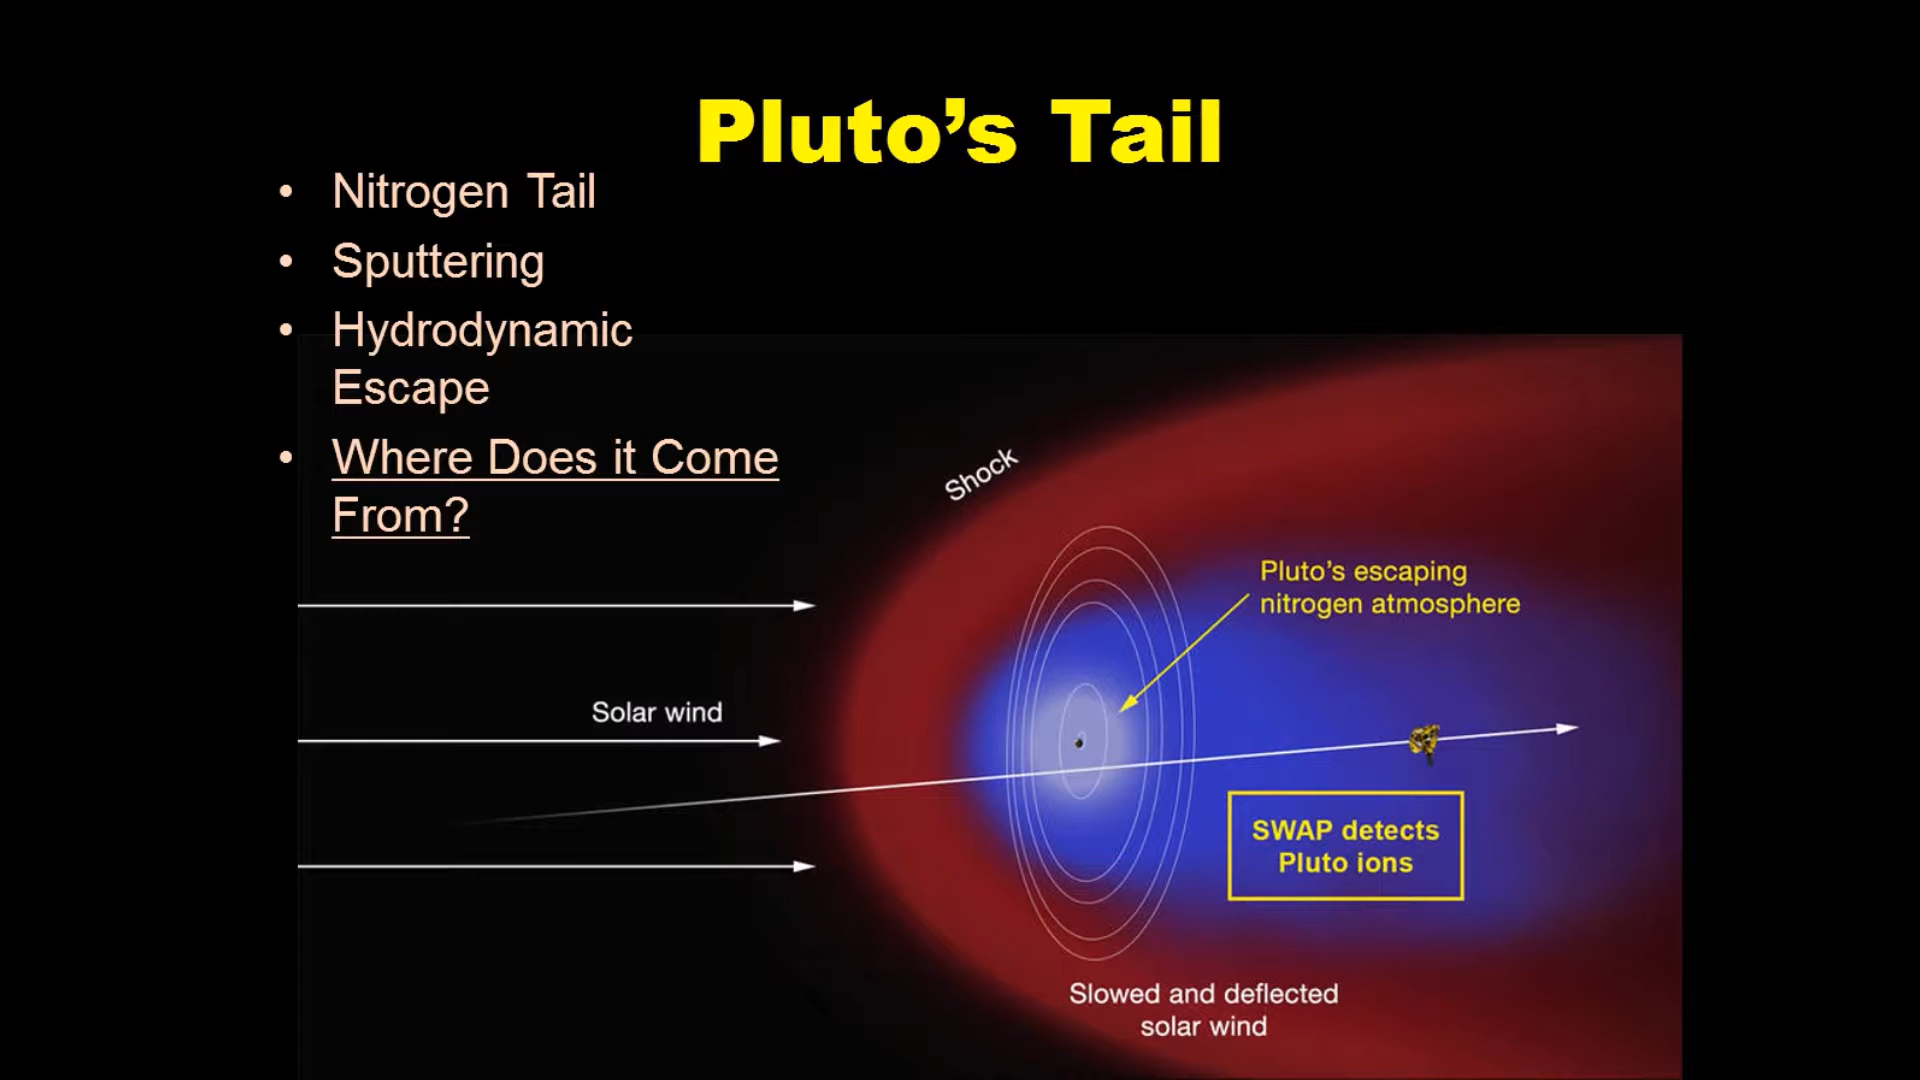 Pluto’s Tail
• Nitrogen Tail
• Sputtering
• Hydrodynamic
Escape
• Where Does it Come
From?
Shock
Pluto’s escaping
nitrogen atmosphere
Solar wind
SWAP detects
Pluto ions
Slowed and deflected
solar wind